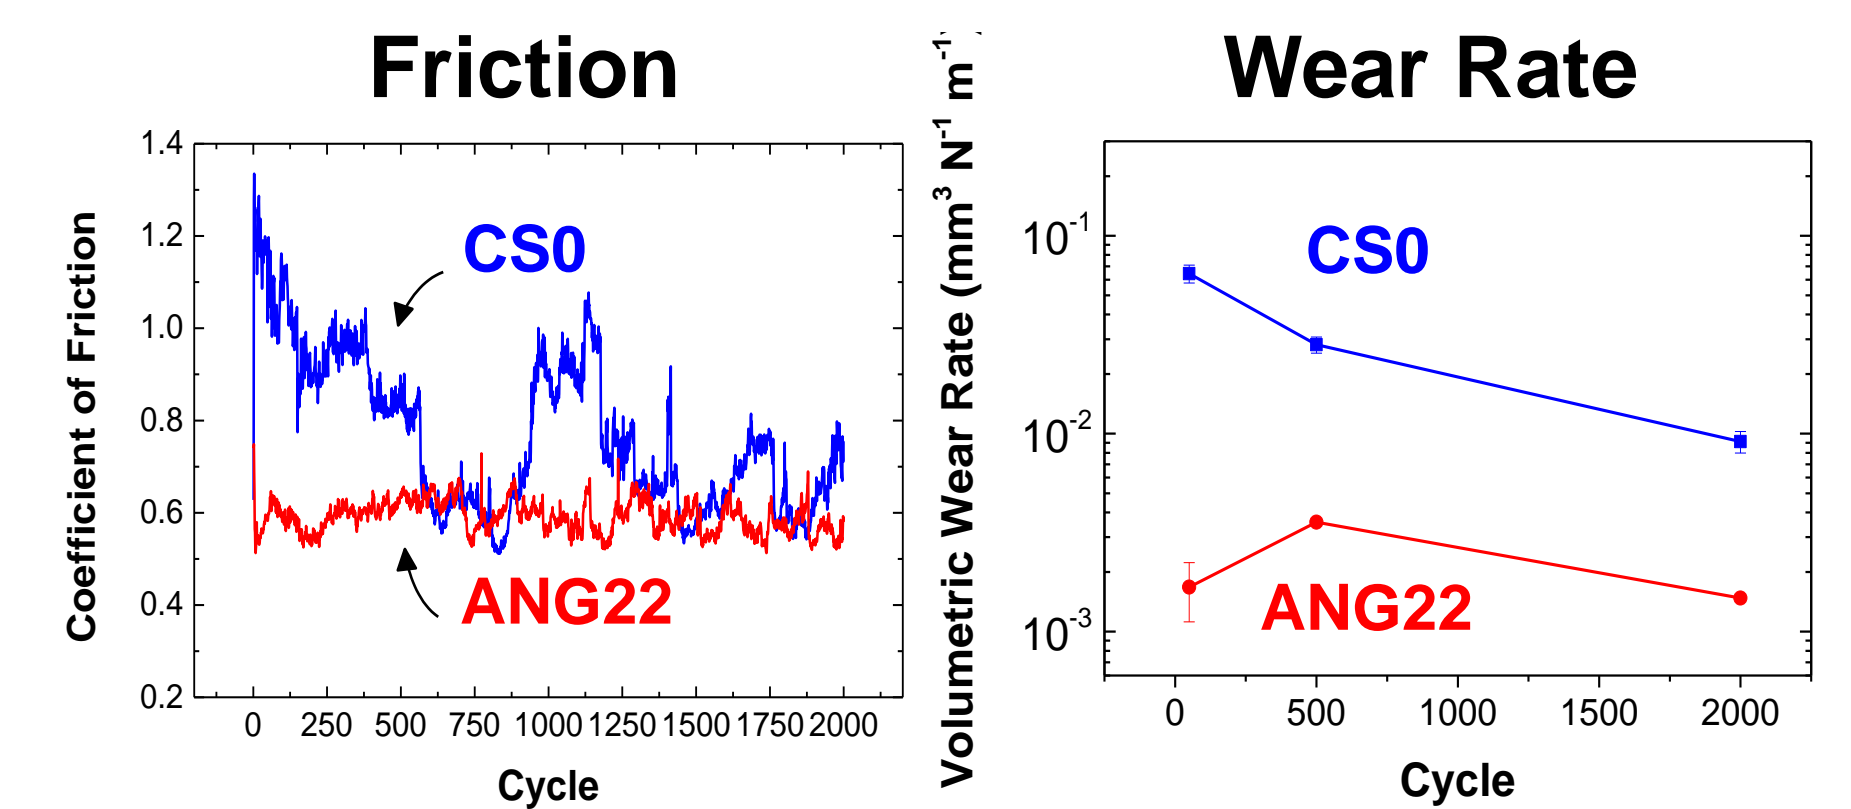 Friction
1.4
1.2
1.0
0.8
0.6
0.4
0.2
0 250 500 750 1000 1250 1500 1750 2000
Coefficient of Friction
Cycle
CS0
ANG22
Wear Rate
Volumetric Wear Rate (mm³ N⁻¹ m⁻¹)
10⁻¹
10⁻²
10⁻³
0 500 1000 1500 2000
Cycle
CS0
ANG22